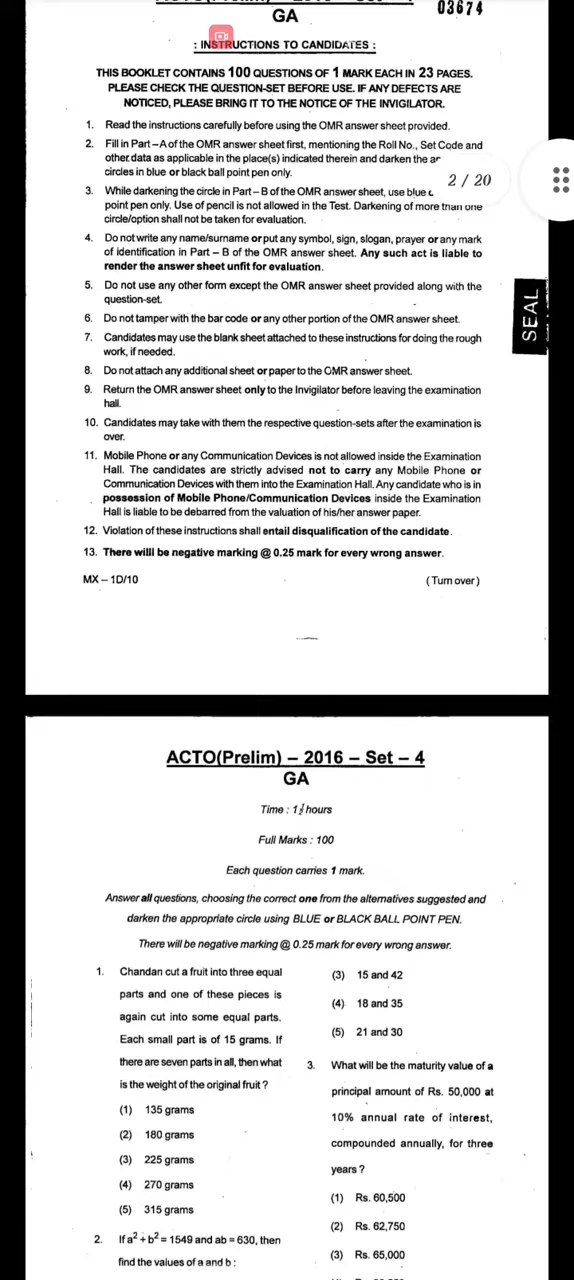 GA
03674
: INSTRUCTIONS TO CANDIDATES :
THIS BOOKLET CONTAINS 100 QUESTIONS OF 1 MARK EACH IN 23 PAGES.
PLEASE CHECK THE QUESTION-SET BEFORE USE. IF ANY DEFECTS ARE
NOTICED, PLEASE BRING IT TO THE NOTICE OF THE INVIGILATOR.
1. Read the instructions carefully before using the OMR answer sheet provided.
2. Fill in Part –A of the OMR answer sheet first, mentioning the Roll No., Set Code and
other data as applicable in the place(s) indicated therein and darken the
circles in blue or black ball point pen only.
2 / 20
3. While darkening the circle in Part – B of the OMR answer sheet, use blue
point pen only. Use of pencil is not allowed in the Test. Darkening of more than one
circle/option shall not be taken for evaluation.
4. Do not write any name/surname or put any symbol, sign, slogan, prayer or any mark
of identification in Part – B of the OMR answer sheet. Any such act is liable to
render the answer sheet unfit for evaluation.
5. Do not use any other form except the OMR answer sheet provided along with the
question-set.
SEAL
6. Do not tamper with the bar code or any other portion of the OMR answer sheet.
7. Candidates may use the blank sheet attached to these instructions for doing the rough
work, if needed.
8. Do not attach any additional sheet or paper to the OMR answer sheet.
9. Return the OMR answer sheet only to the Invigilator before leaving the examination
hall.
10. Candidates may take with them the respective question-sets after the examination is
over.
11. Mobile Phone or any Communication Devices is not allowed inside the Examination
Hall. The candidates are strictly advised not to carry any Mobile Phone or
Communication Devices with them into the Examination Hall. Any candidate who is in
possession of Mobile Phone/Communication Devices inside the Examination
Hall is liable to be debarred from the valuation of his/her answer paper.
12. Violation of these instructions shall entail disqualification of the candidate.
13. There willl be negative marking @ 0.25 mark for every wrong answer.
MX – 1D/10 (Turn over)
ACTO(Prelim) – 2016 – Set – 4
GA
Time : 1½ hours
Full Marks : 100
Each question carries 1 mark.
Answer all questions, choosing the correct one from the alternatives suggested and
darken the appropriate circle using BLUE or BLACK BALL POINT PEN.
There will be negative marking @ 0.25 mark for every wrong answer.
1. Chandan cut a fruit into three equal
parts and one of these pieces is
again cut into some equal parts.
Each small part is of 15 grams. If
there are seven parts in all, then what
is the weight of the original fruit ?
(1) 135 grams
(2) 180 grams
(3) 225 grams
(4) 270 grams
(5) 315 grams
2. If a² + b² = 1549 and ab = 630, then
find the values of a and b :
(3) 15 and 42
(4) 18 and 35
(5) 21 and 30
3. What will be the maturity value of a
principal amount of Rs. 50,000 at
10% annual rate of interest,
compounded annually, for three
years ?
(1) Rs. 60,500
(2) Rs. 62,750
(3) Rs. 65,000